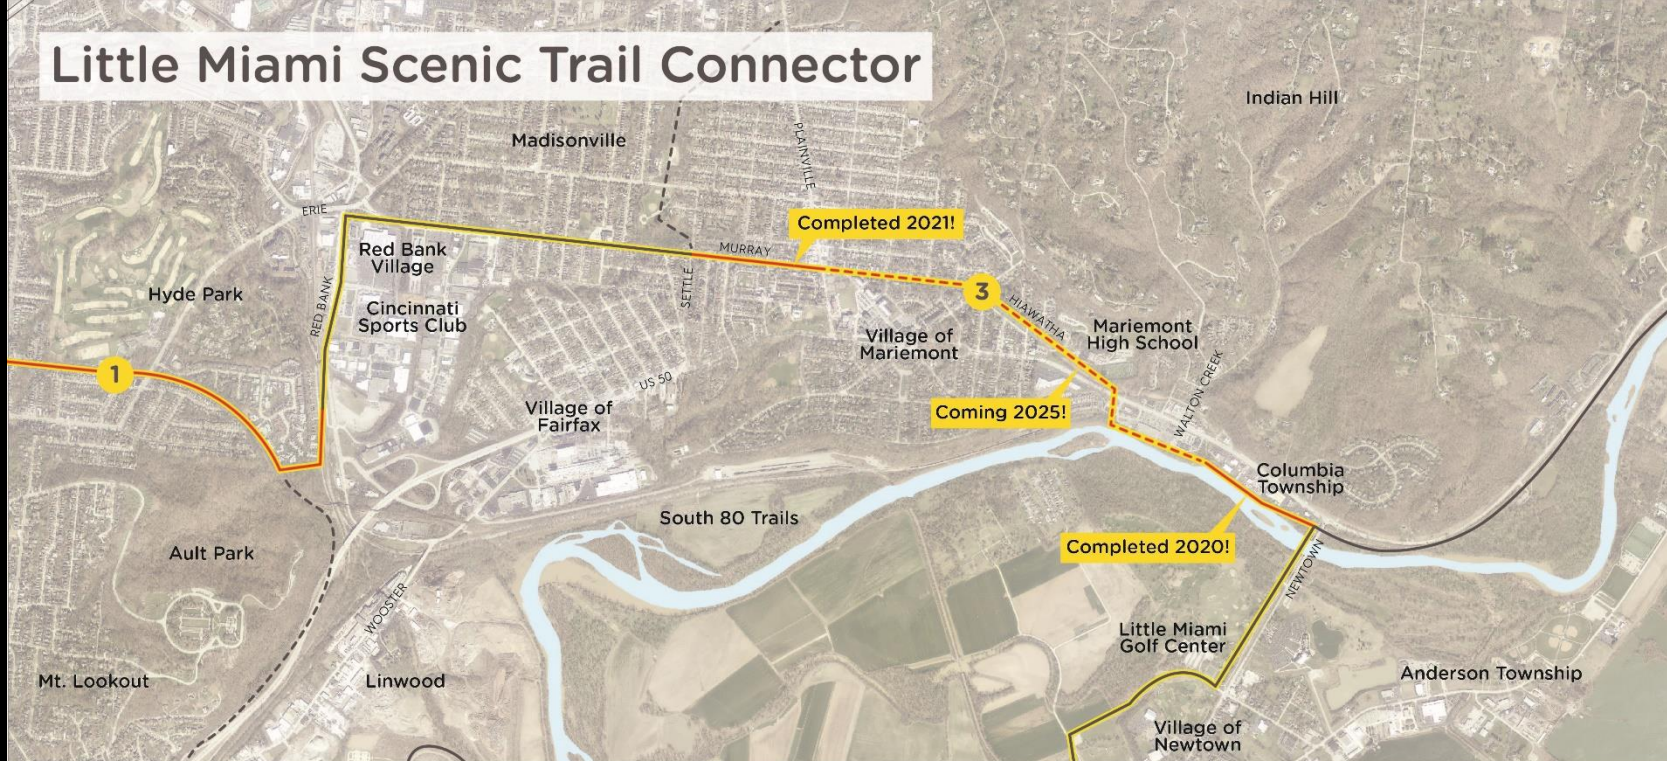 Little Miami Scenic Trail Connector
Indian Hill
Madisonville
PLAINVILLE
ERIE
Completed 2021!
Red Bank
Village
MURRAY
SETTLE
Hyde Park
RED BANK
Cincinnati
Sports Club
3
HIAWATHA
Village of
Mariemont
Mariemont
High School
1
US 50
WALTON CREEK
Village of
Fairfax
Coming 2025!
Columbia
Township
South 80 Trails
Completed 2020!
Ault Park
NEWTOWN
WOOSTER
Little Miami
Golf Center
Mt. Lookout
Linwood
Anderson Township
Village of
Newtown